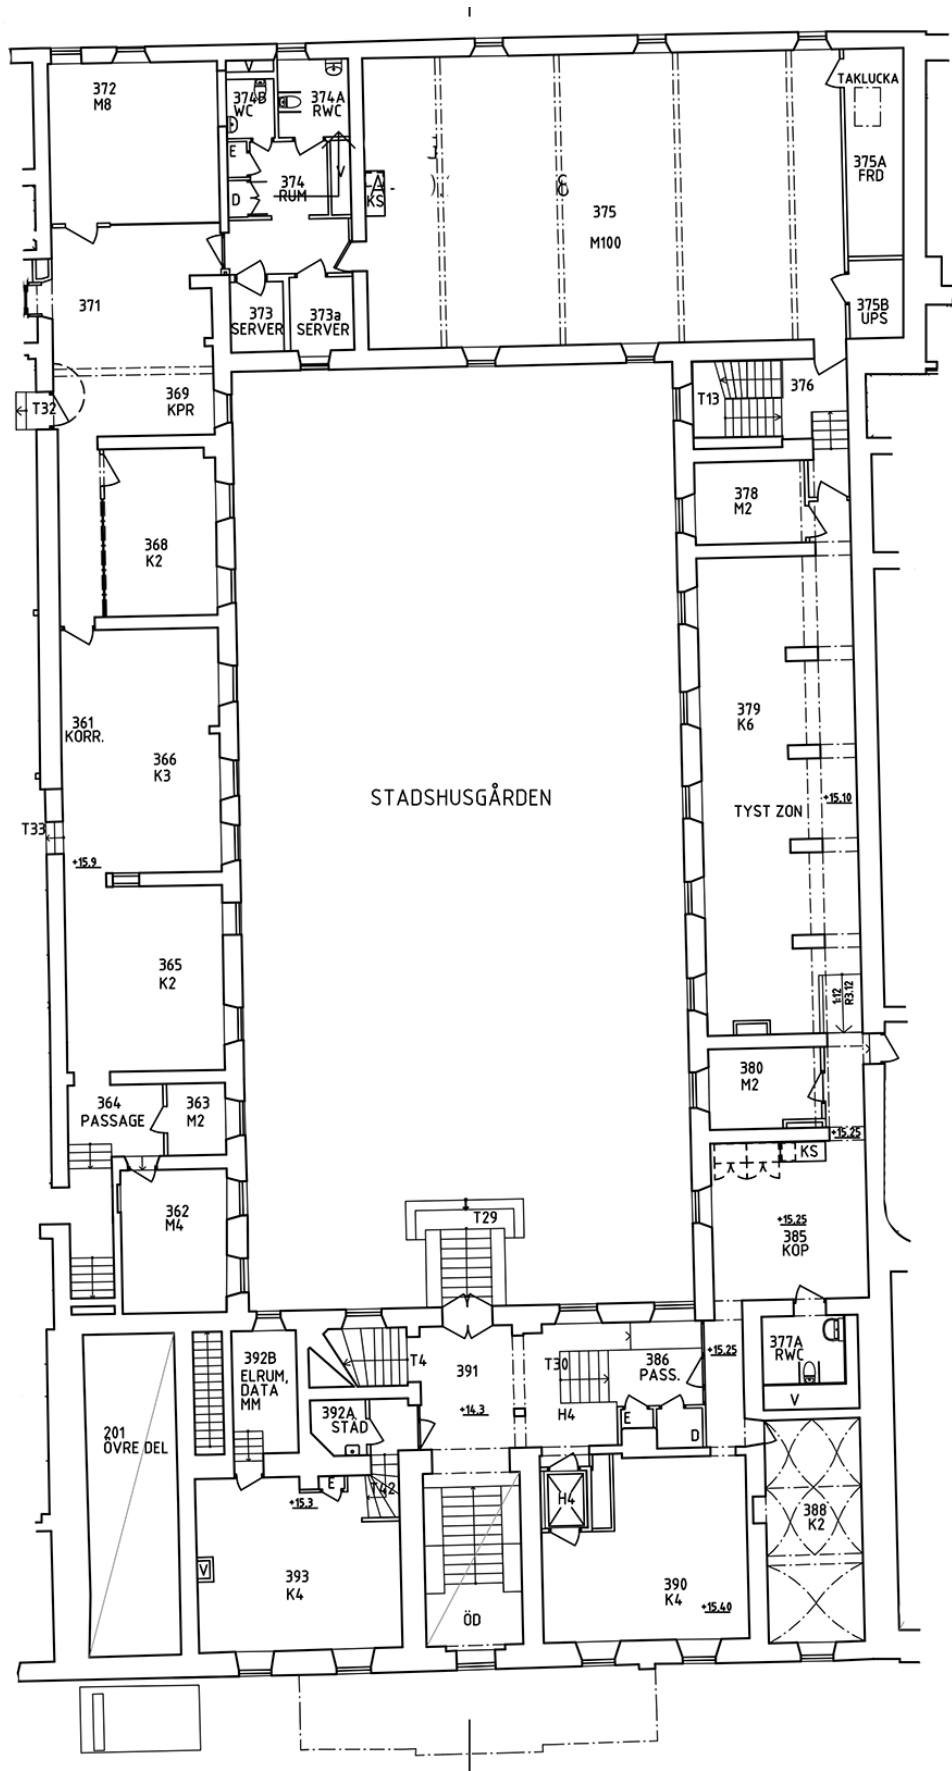 372
M8
V
374B
WC
374A
RWC
TAKLUCKA
E
374
RUM
V
D
KS
375A
FRD
375
M100
371
373
SERVER
373a
SERVER
375B
UPS
369
KPR
T32
T13
376
368
K2
378
M2
361
KORR.
366
K3
379
K6
STADSHUSGÅRDEN
TYST ZON
+15.10
T33
+15.9
365
K2
1:12
R3.12
364
PASSAGE
363
M2
380
M2
+15.25
KS
362
M4
T29
+15.25
385
KOP
392B
ELRUM,
DATA
MM
T4
391
T30
386
PASS.
+15.25
377A
RWC
V
392A
STÄD
+14.3
H4
E
D
201
ÖVRE DEL
E
T42
+15.3
H4
388
K2
V
393
K4
390
K4
+15.40
ÖD